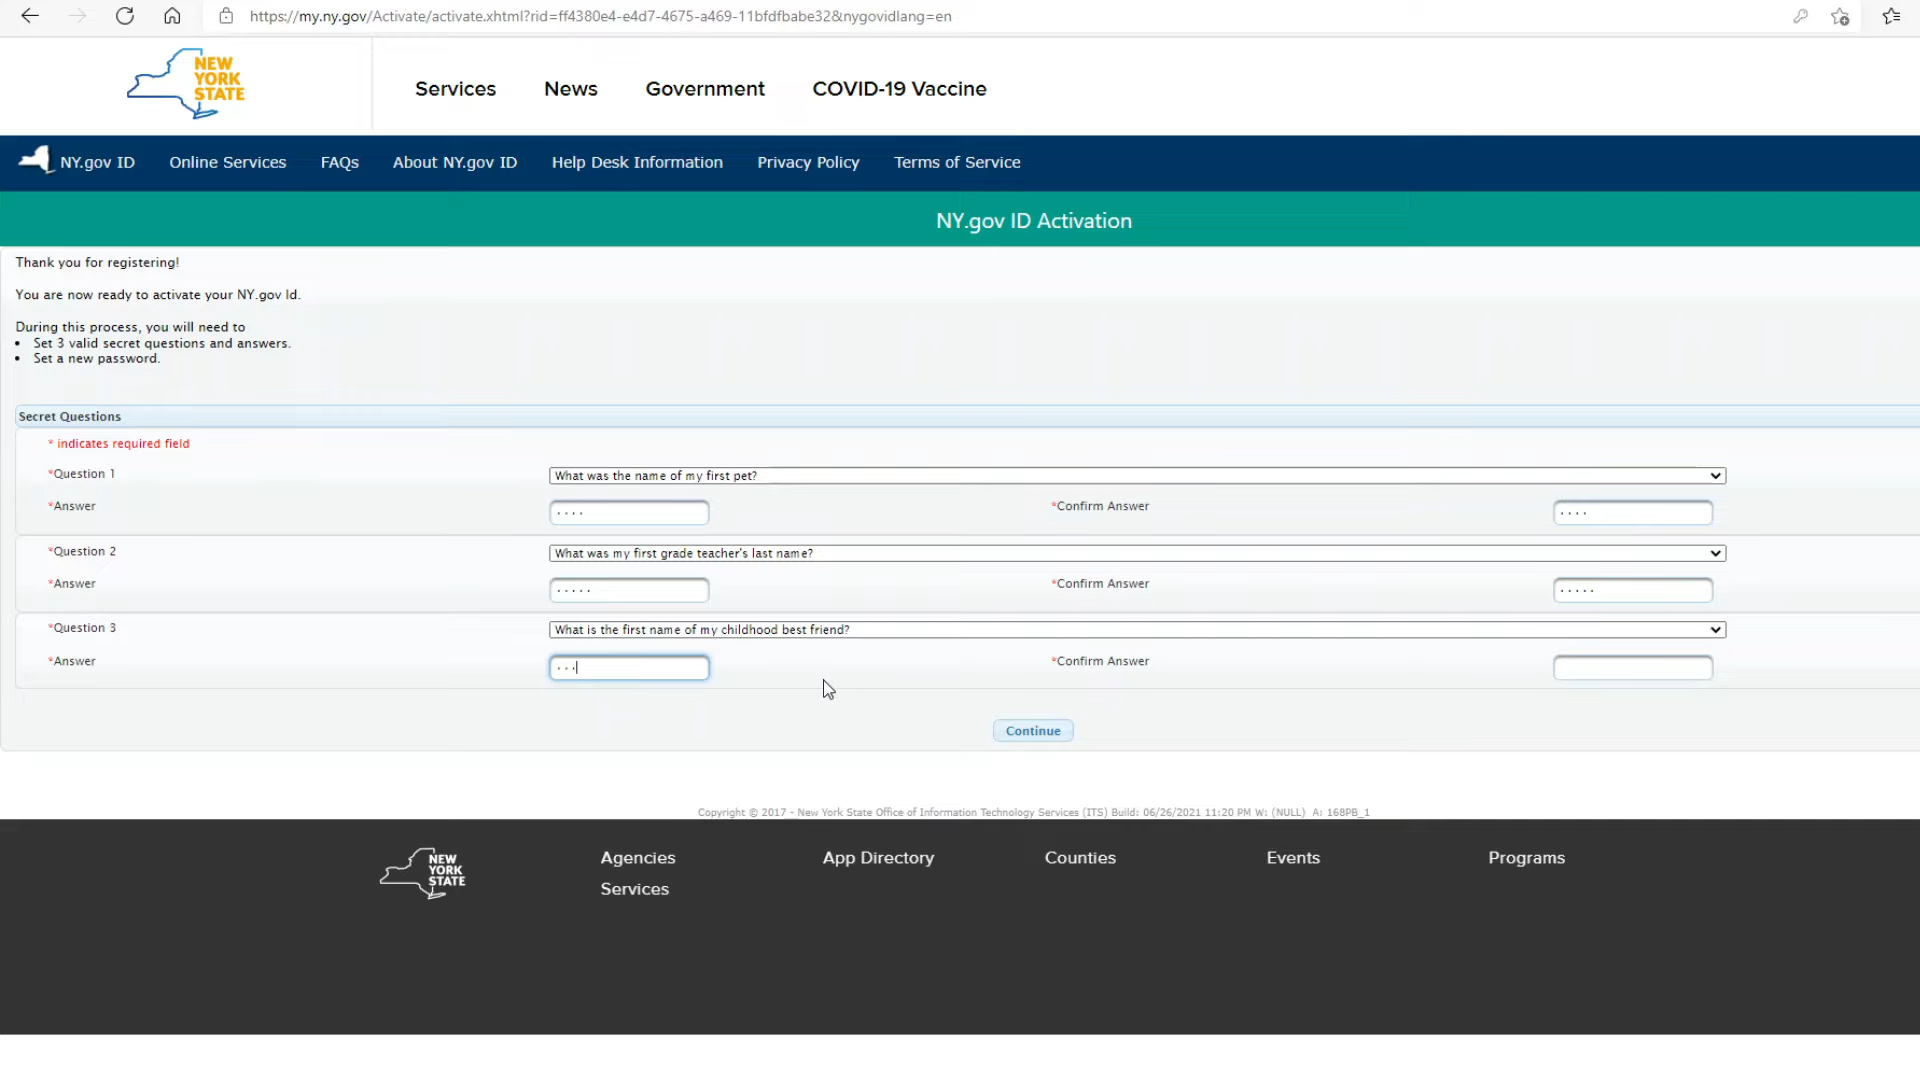 https://my.ny.gov/Activate/activate.xhtml?rid=ff4380e4-e4d7-4675-a469-11bfdfbabe32&nygovidlang=en
NEW
YORK
STATE
Services News Government COVID-19 Vaccine
NY.gov ID Online Services FAQs About NY.gov ID Help Desk Information Privacy Policy Terms of Service
NY.gov ID Activation
Thank you for registering!
You are now ready to activate your NY.gov Id.
During this process, you will need to
• Set 3 valid secret questions and answers.
• Set a new password.
Secret Questions
* indicates required field
*Question 1 What was the name of my first pet?
*Answer ···· *Confirm Answer ····
*Question 2 What was my first grade teacher's last name?
*Answer ····· *Confirm Answer ·····
*Question 3 What is the first name of my childhood best friend?
*Answer ··· *Confirm Answer
Continue
Copyright © 2017 - New York State Office of Information Technology Services (ITS) Build: 06/26/2021 11:20 PM W: (NULL) A: 168PB_1
NEW
YORK
STATE
Agencies App Directory Counties Events Programs
Services